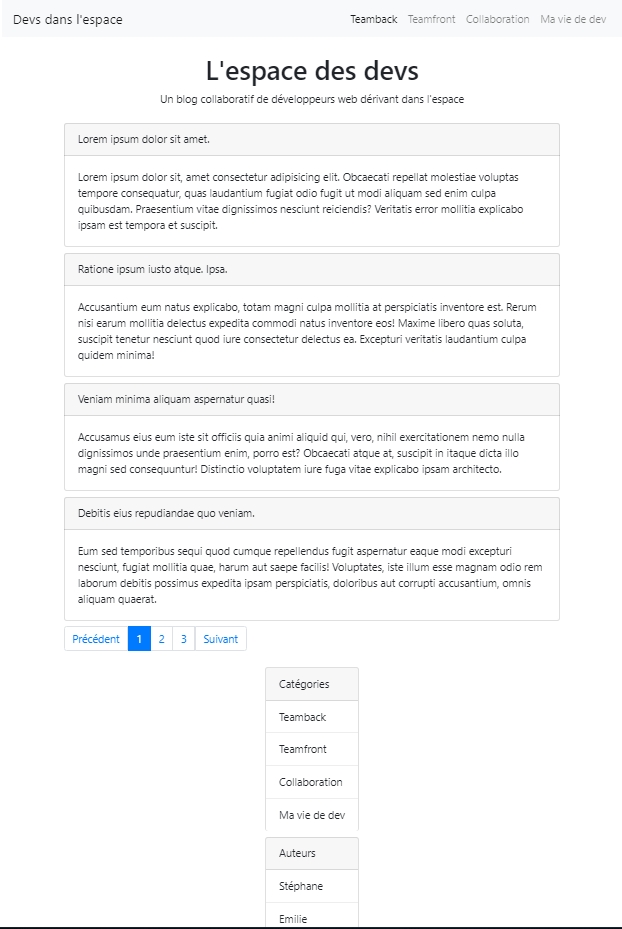 Devs dans l'espace
Teamback Teamfront Collaboration Ma vie de dev
L'espace des devs
Un blog collaboratif de développeurs web dérivant dans l'espace
Lorem ipsum dolor sit amet.
Lorem ipsum dolor sit, amet consectetur adipisicing elit. Obcaecati repellat molestiae voluptas
tempore consequatur, quas laudantium fugiat odio fugit ut modi aliquam sed enim culpa
quibusdam. Praesentium vitae dignissimos nesciunt reiciendis? Veritatis error mollitia explicabo
ipsam est tempora et suscipit.
Ratione ipsum iusto atque. Ipsa.
Accusantium eum natus explicabo, totam magni culpa mollitia at perspiciatis inventore est. Rerum
nisi earum mollitia delectus expedita commodi natus inventore eos! Maxime libero quas soluta,
suscipit tenetur nesciunt quod iure consectetur delectus ea. Excepturi veritatis laudantium culpa
quidem minima!
Veniam minima aliquam aspernatur quasi!
Accusamus eius eum iste sit officiis quia animi aliquid qui, vero, nihil exercitationem nemo nulla
dignissimos unde praesentium enim, porro est? Obcaecati atque at, suscipit in itaque dicta illo
magni sed consequuntur! Distinctio voluptatem iure fuga vitae explicabo ipsam architecto.
Debitis eius repudiandae quo veniam.
Eum sed temporibus sequi quod cumque repellendus fugit aspernatur eaque modi excepturi
nesciunt, fugiat mollitia quae, harum aut saepe facilis! Voluptates, iste illum esse magnam odio rem
laborum debitis possimus expedita ipsam perspiciatis, doloribus aut corrupti accusantium, omnis
aliquam quaerat.
Précédent 1 2 3 Suivant
Catégories
Teamback
Teamfront
Collaboration
Ma vie de dev
Auteurs
Stéphane
Emilie